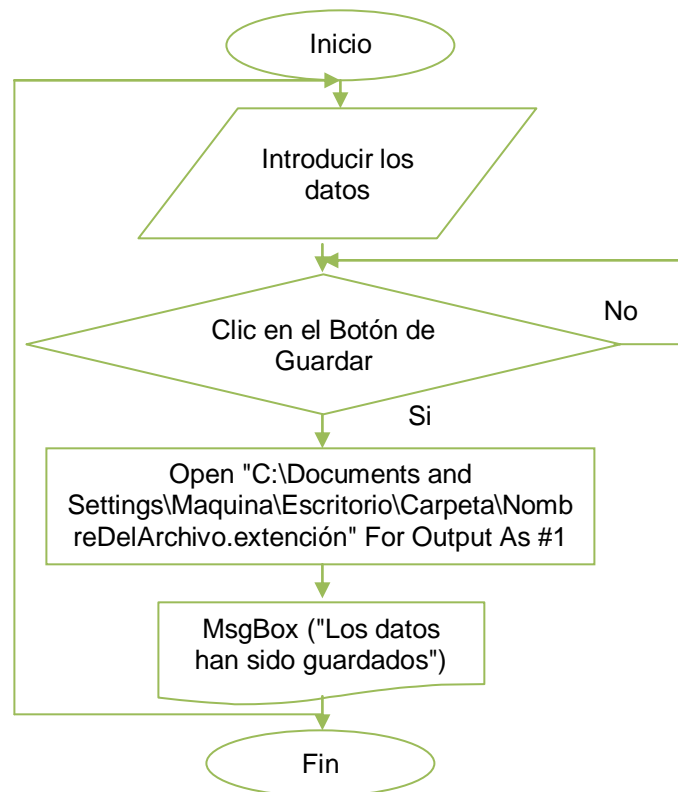 Inicio
Introducir los
datos
Clic en el Botón de
Guardar
No
Si
Open "C:\Documents and
Settings\Maquina\Escritorio\Carpeta\Nomb
reDelArchivo.extención" For Output As #1
MsgBox ("Los datos
han sido guardados")
Fin